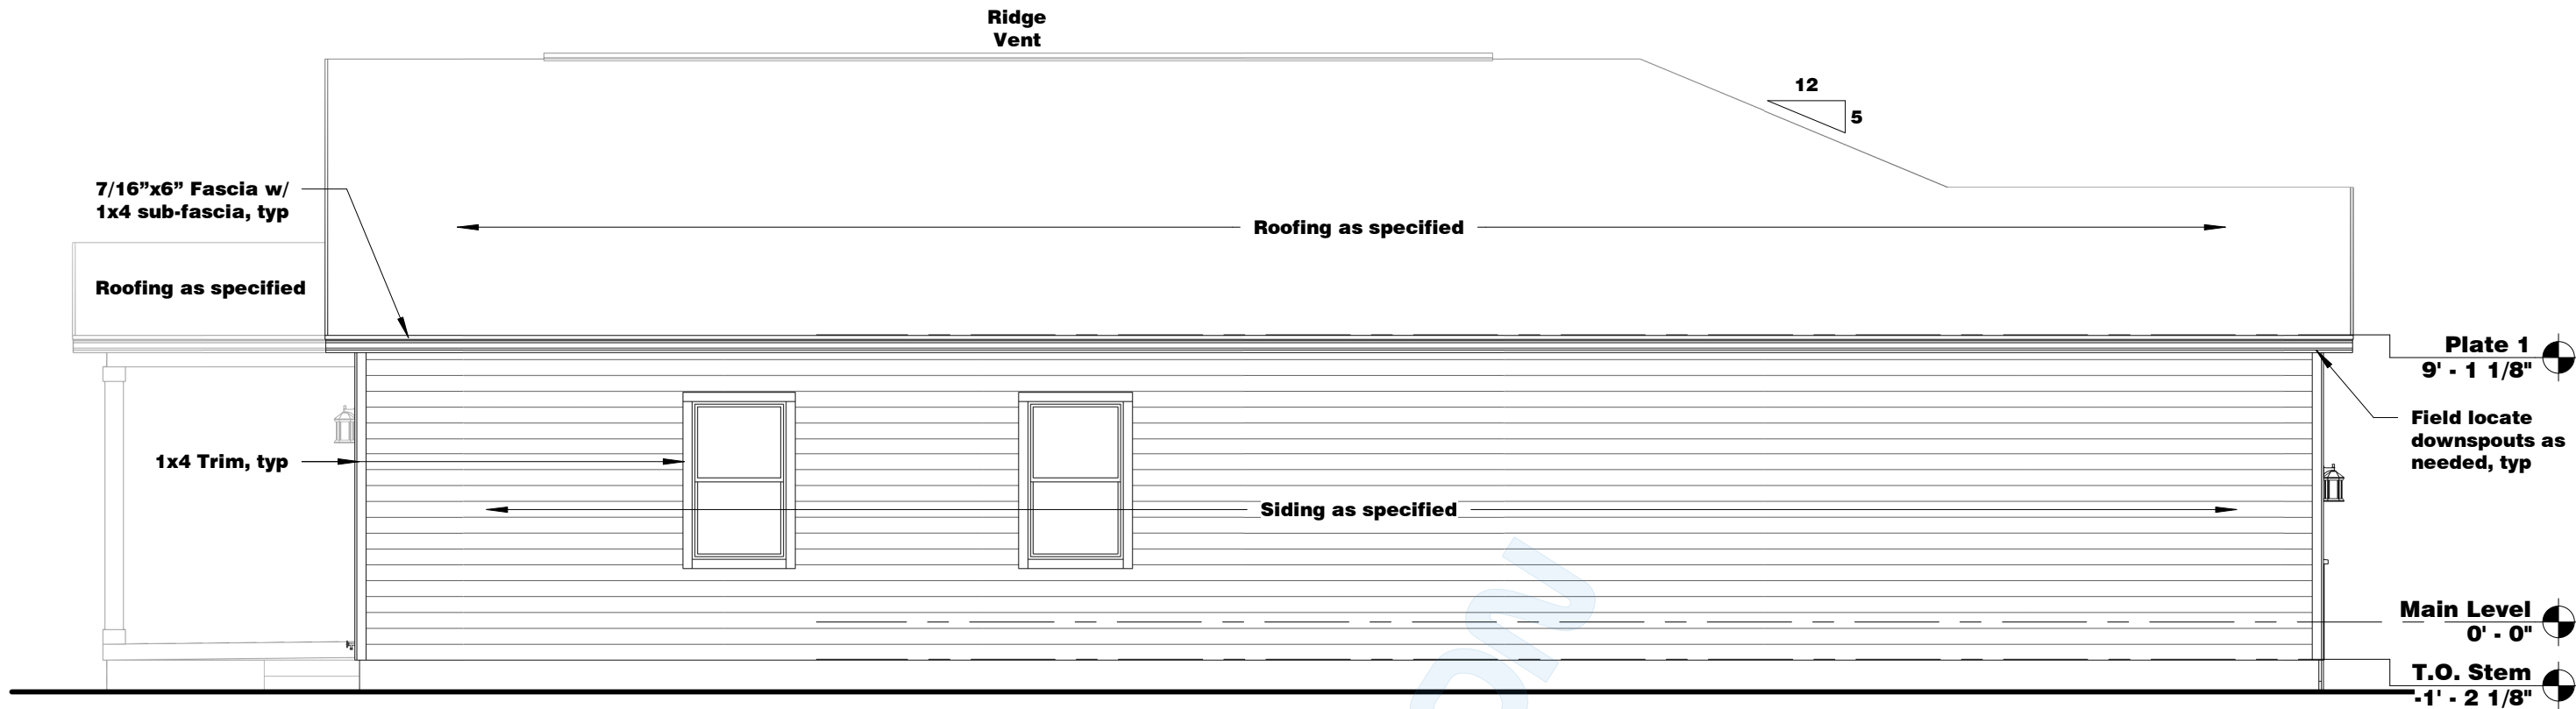 Ridge
Vent
12
5
7/16”x6” Fascia w/
1x4 sub-fascia, typ
Roofing as specified
Roofing as specified
Plate 1
9' - 1 1/8"
Field locate
downspouts as
needed, typ
1x4 Trim, typ
Siding as specified
Main Level
0' - 0"
T.O. Stem
-1' - 2 1/8"
ON